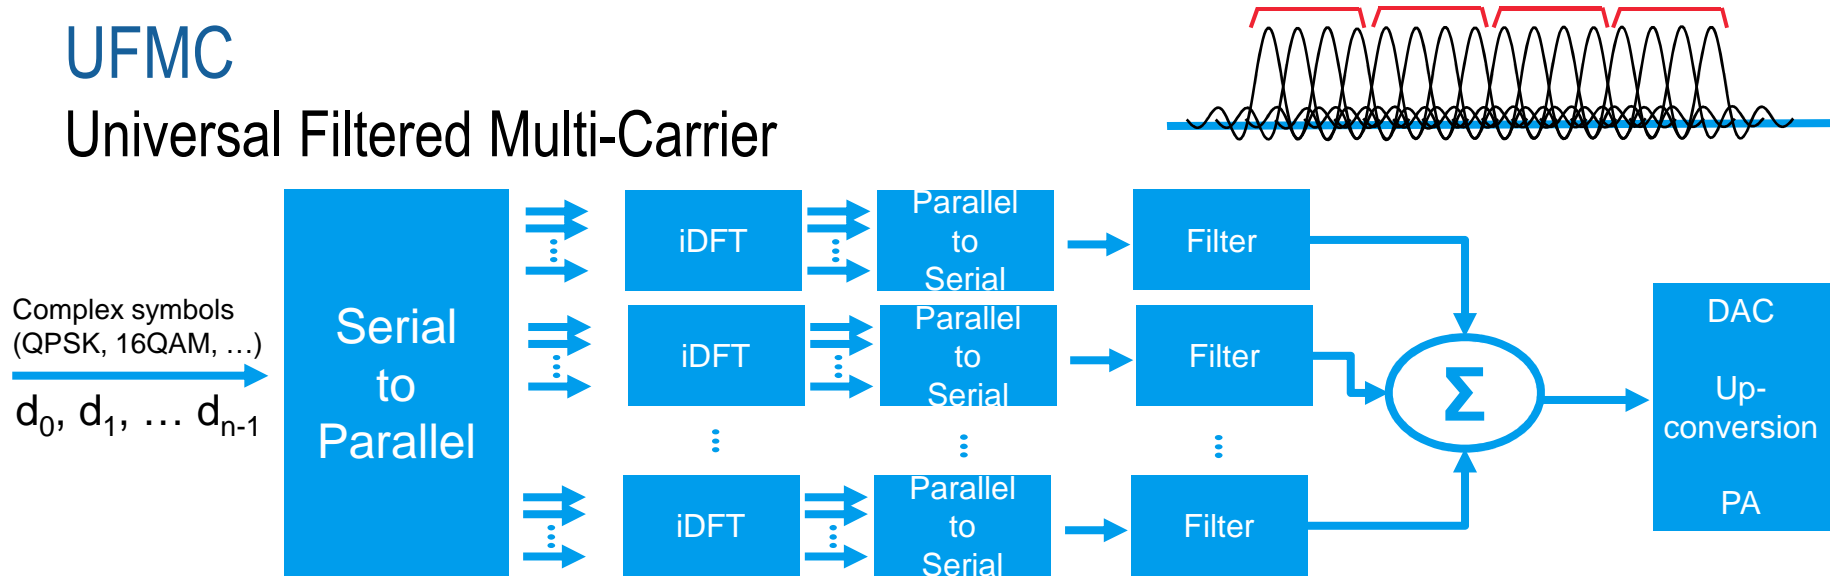 UFMC
Universal Filtered Multi-Carrier
Complex symbols
(QPSK, 16QAM, …)
d0, d1, … dn-1
Serial
to
Parallel
iDFT
Parallel
to
Serial
Filter
iDFT
Parallel
to
Serial
Filter
iDFT
Parallel
to
Serial
Filter
Σ
DAC
Up-
conversion
PA